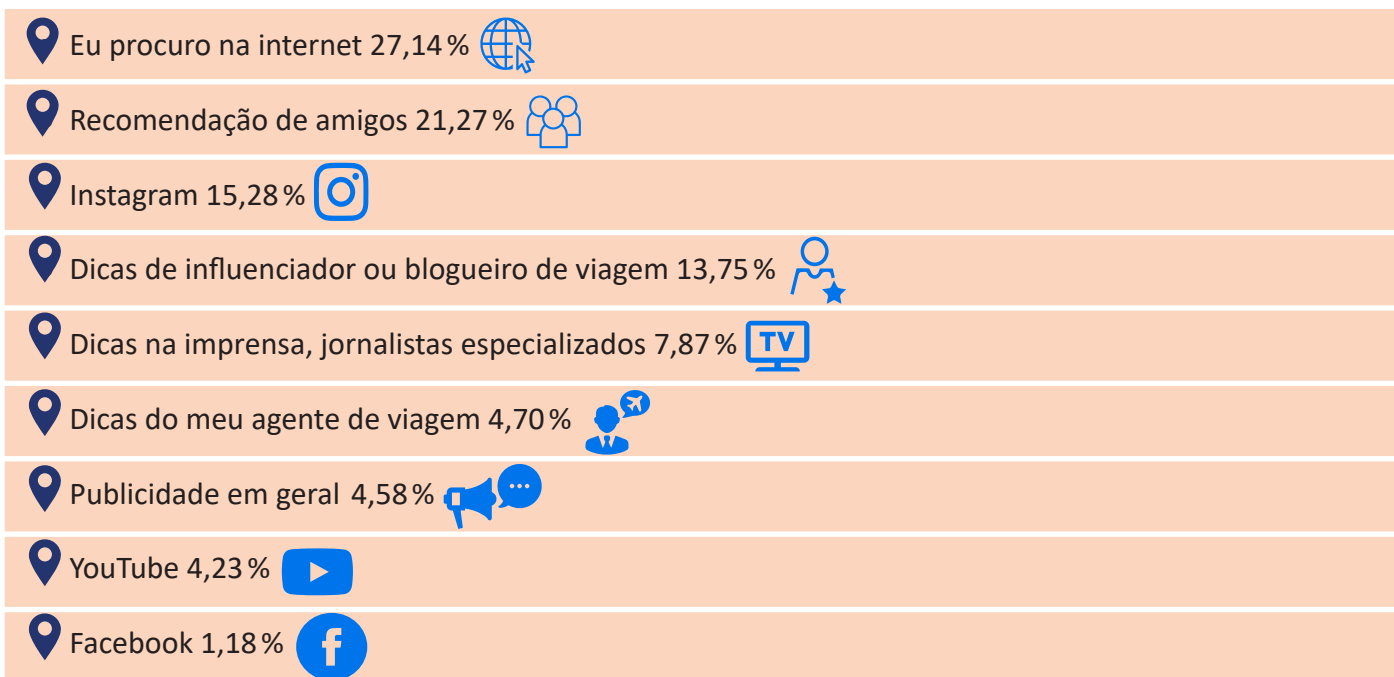 Eu procuro na internet 27,14 %
Recomendação de amigos 21,27 %
Instagram 15,28 %
Dicas de influenciador ou blogueiro de viagem 13,75 %
Dicas na imprensa, jornalistas especializados 7,87 %
TV
Dicas do meu agente de viagem 4,70 %
Publicidade em geral 4,58 %
YouTube 4,23 %
Facebook 1,18 %